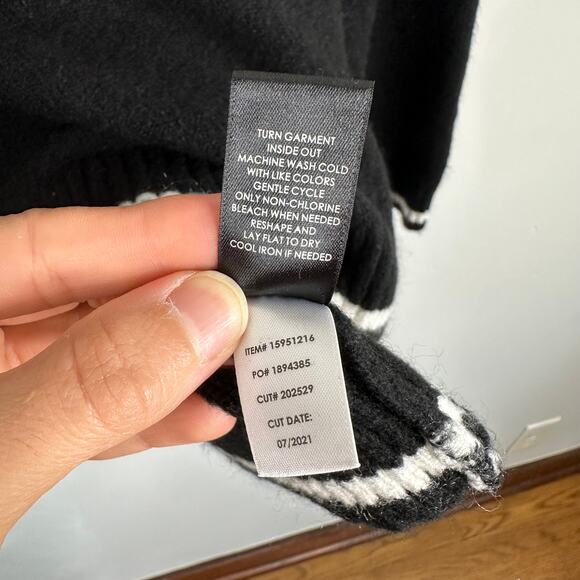 TURN GARMENT
INSIDE OUT
MACHINE WASH COLD
WITH LIKE COLORS
GENTLE CYCLE
ONLY NON-CHLORINE
BLEACH WHEN NEEDED
RESHAPE AND
LAY FLAT TO DRY
COOL IRON IF NEEDED
ITEM# 15951216
PO# 1894385
CUT# 202529
CUT DATE:
07/2021